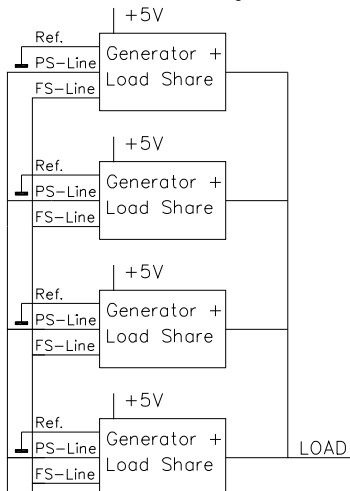 +5V
Ref.
PS-Line
FS-Line
Generator +
Load Share
+5V
Ref.
PS-Line
FS-Line
Generator +
Load Share
+5V
Ref.
PS-Line
FS-Line
Generator +
Load Share
+5V
Ref.
PS-Line
FS-Line
Generator +
Load Share
LOAD